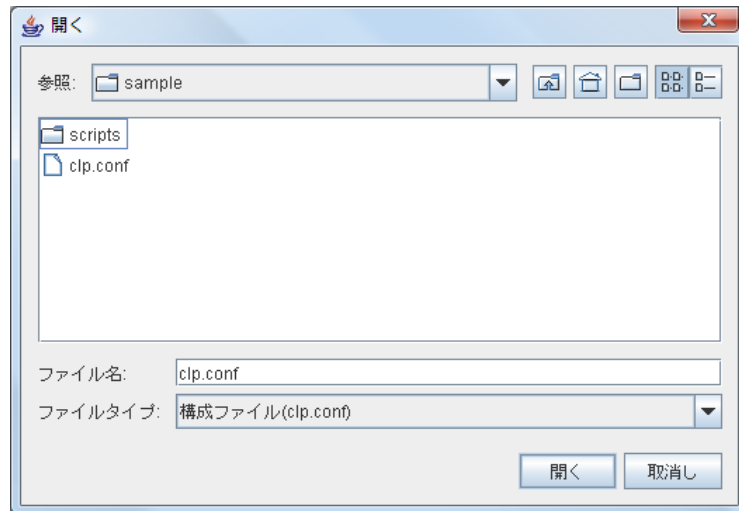 開く
参照: sample
scripts
clp.conf
ファイル名: clp.conf
ファイルタイプ: 構成ファイル(clp.conf)
開く 取消し